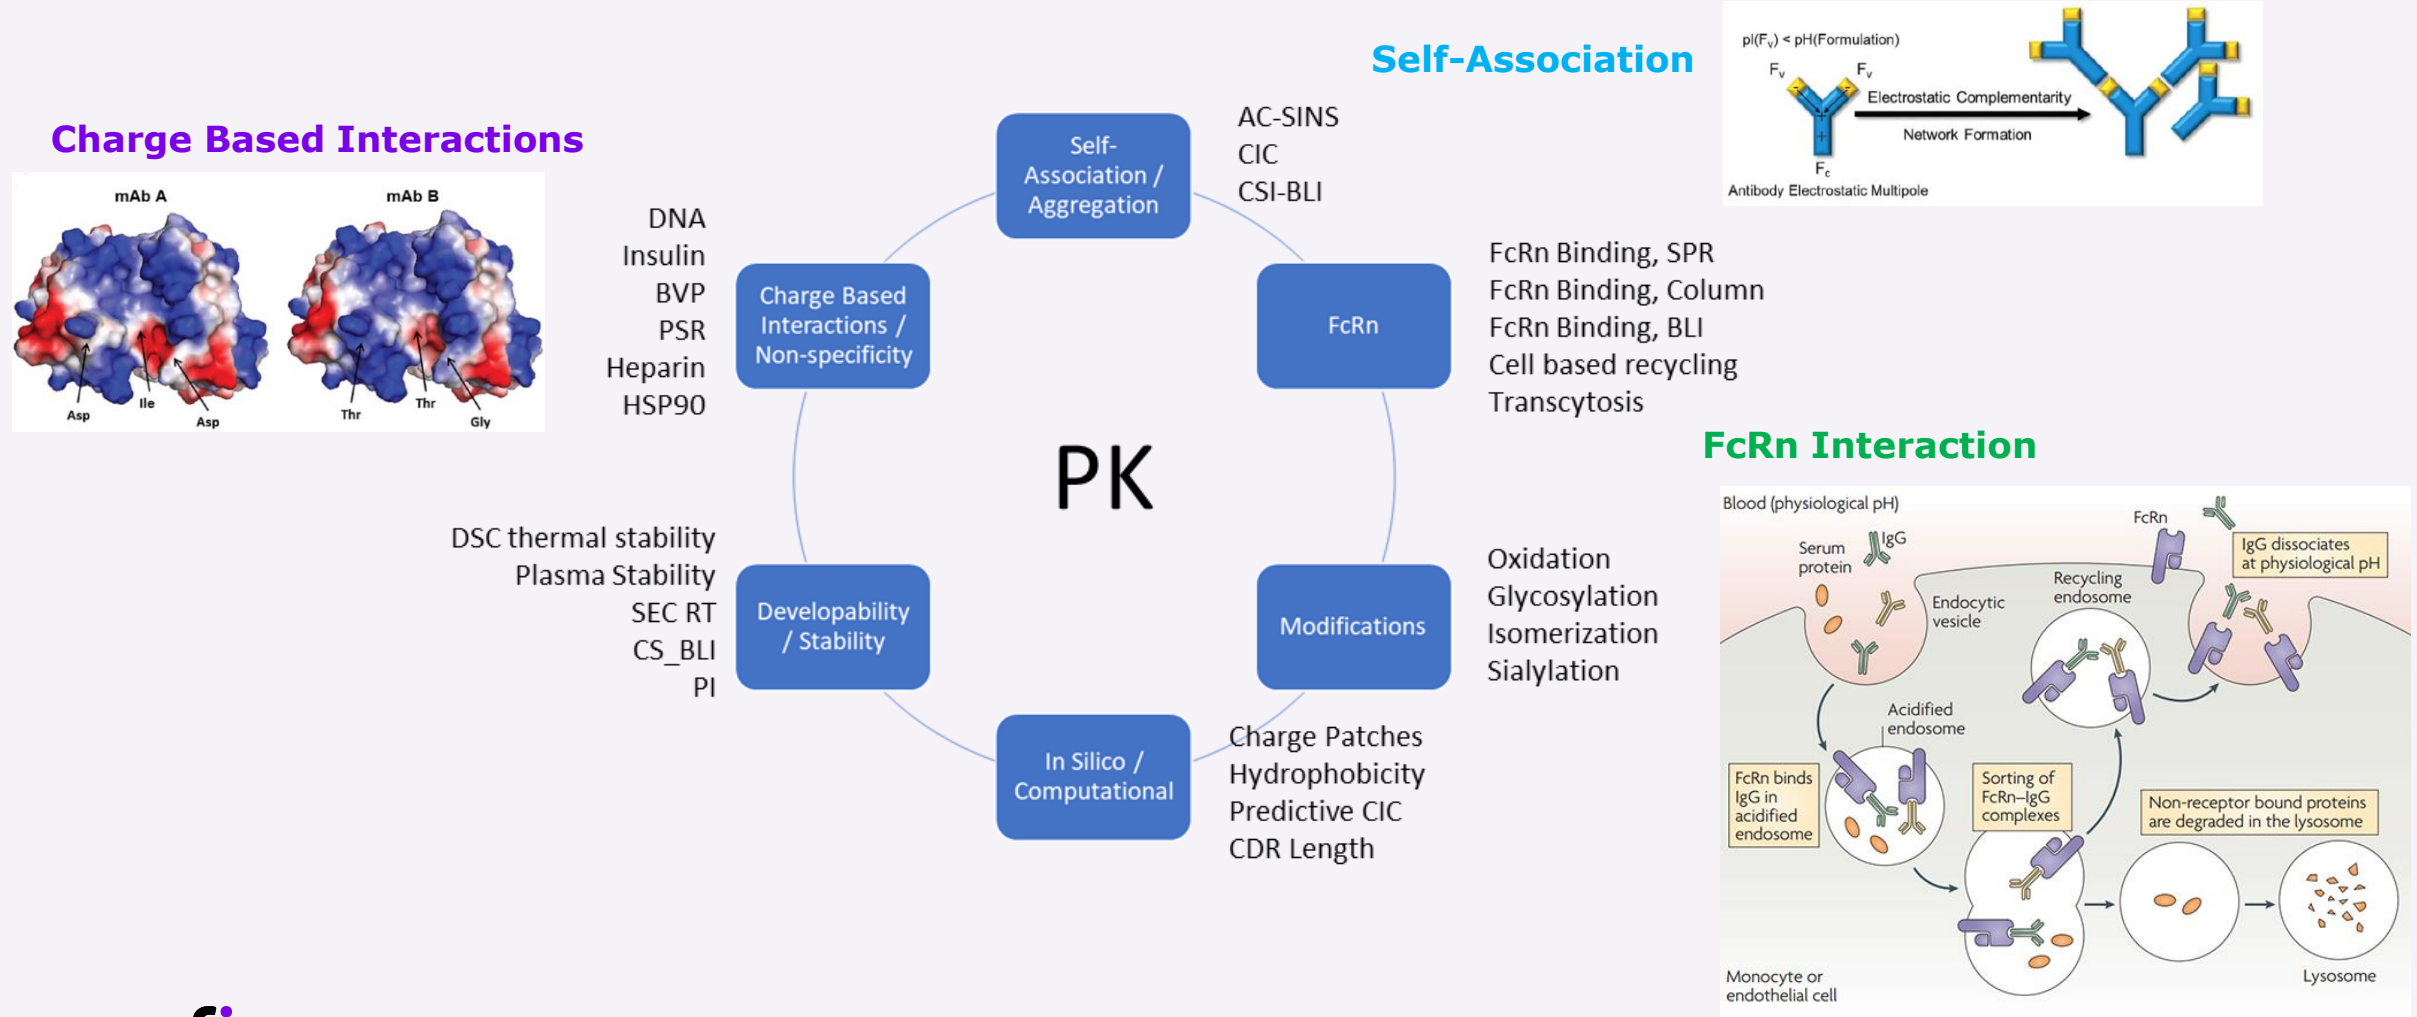 Self-Association
pI(Fv) < pH(Formulation)
Fv
Fv
Electrostatic Complementarity
Network Formation
Fc
Antibody Electrostatic Multipole
Charge Based Interactions
mAb A
mAb B
Asp
Ile
Asp
Thr
Thr
Gly
Self-
Association /
Aggregation
AC-SINS
CIC
CSI-BLI
DNA
Insulin
BVP
PSR
Heparin
HSP90
Charge Based
Interactions /
Non-specificity
FcRn
FcRn Binding, SPR
FcRn Binding, Column
FcRn Binding, BLI
Cell based recycling
Transcytosis
PK
DSC thermal stability
Plasma Stability
SEC RT
CS_BLI
PI
Developability
/ Stability
Modifications
Oxidation
Glycosylation
Isomerization
Sialylation
In Silico /
Computational
Charge Patches
Hydrophobicity
Predictive CIC
CDR Length
FcRn Interaction
Blood (physiological pH)
Serum
protein
IgG
FcRn
IgG dissociates
at physiological pH
Recycling
endosome
Endocytic
vesicle
Acidified
endosome
FcRn binds
IgG in
acidified
endosome
Sorting of
FcRn–IgG
complexes
Non-receptor bound proteins
are degraded in the lysosome
Lysosome
Monocyte or
endothelial cell